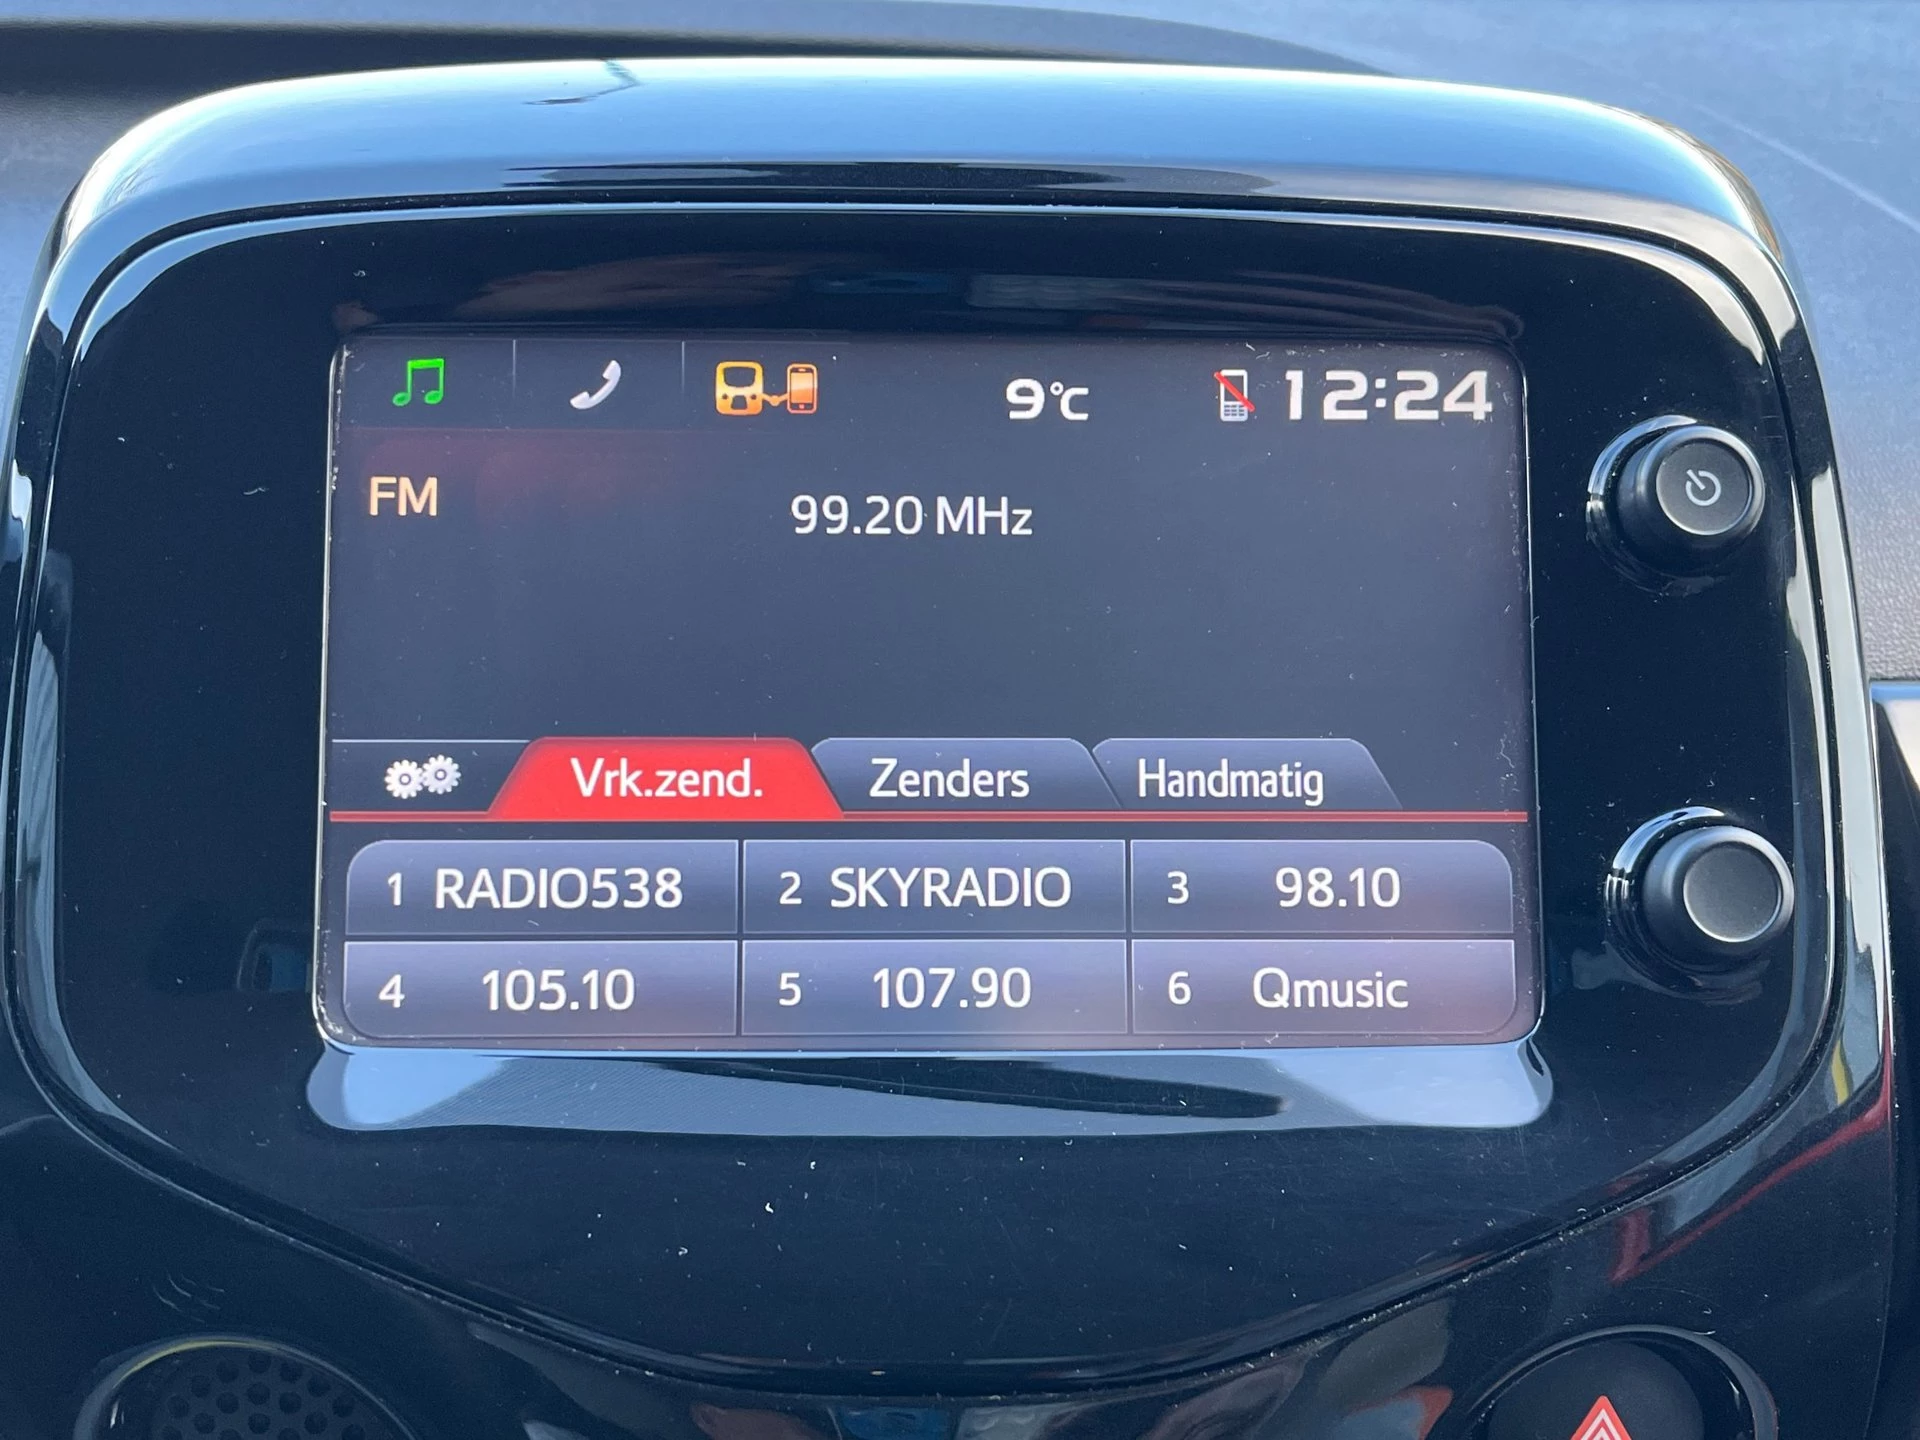 9°C 12:24
FM
99.20 MHz
Vrk.zend. Zenders Handmatig
1 RADIO538 2 SKYRADIO 3 98.10
4 105.10 5 107.90 6 Qmusic